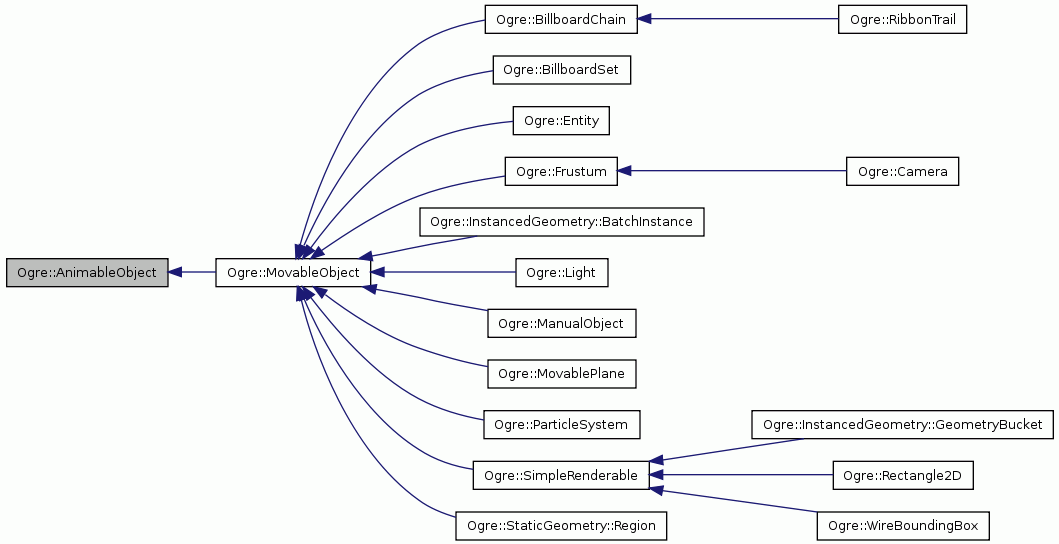 Ogre::BillboardChain
Ogre::RibbonTrail
Ogre::BillboardSet
Ogre::Entity
Ogre::Frustum
Ogre::Camera
Ogre::InstancedGeometry::BatchInstance
Ogre::AnimableObject
Ogre::MovableObject
Ogre::Light
Ogre::ManualObject
Ogre::MovablePlane
Ogre::ParticleSystem
Ogre::InstancedGeometry::GeometryBucket
Ogre::SimpleRenderable
Ogre::Rectangle2D
Ogre::StaticGeometry::Region
Ogre::WireBoundingBox